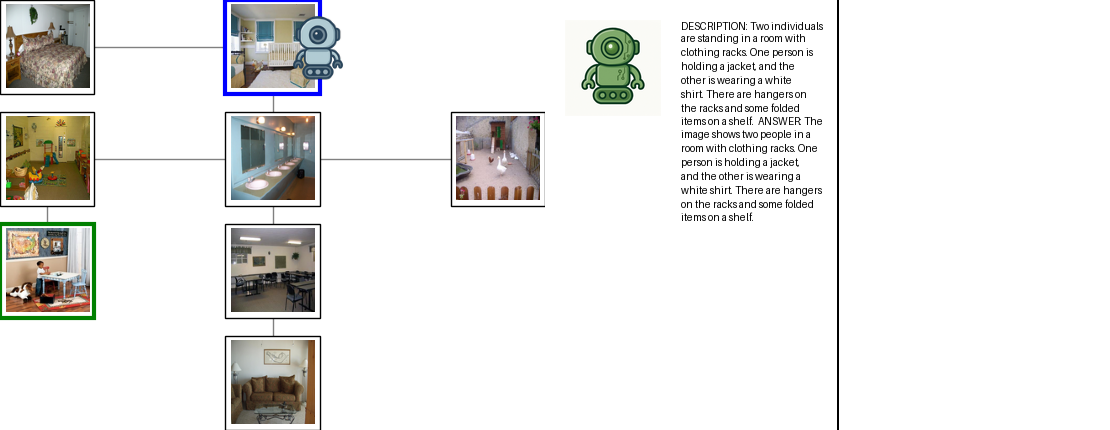 DESCRIPTION: Two individuals
are standing in a room with
clothing racks. One person is
holding a jacket, and the
other is wearing a white
shirt. There are hangers on
the racks and some folded
items on a shelf.  ANSWER: The
image shows two people in a
room with clothing racks. One
person is holding a jacket,
and the other is wearing a
white shirt. There are hangers
on the racks and some folded
items on a shelf.